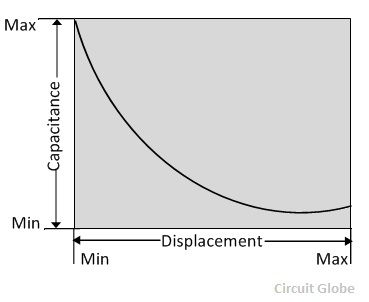 Max
Capacitance
Min
Displacement
Min
Max
Circuit Globe